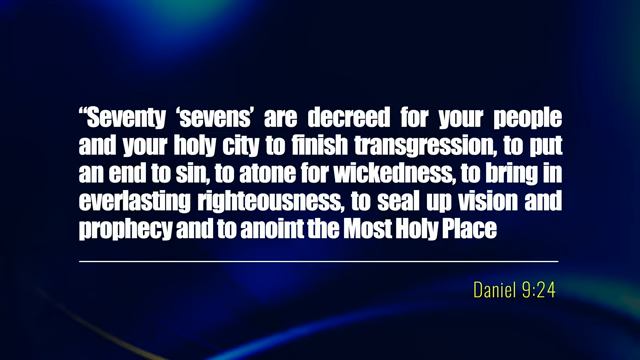 “Seventy ‘sevens’ are decreed for your people
and your holy city to finish transgression, to put
an end to sin, to atone for wickedness, to bring in
everlasting righteousness, to seal up vision and
prophecy and to anoint the Most Holy Place
Daniel 9:24